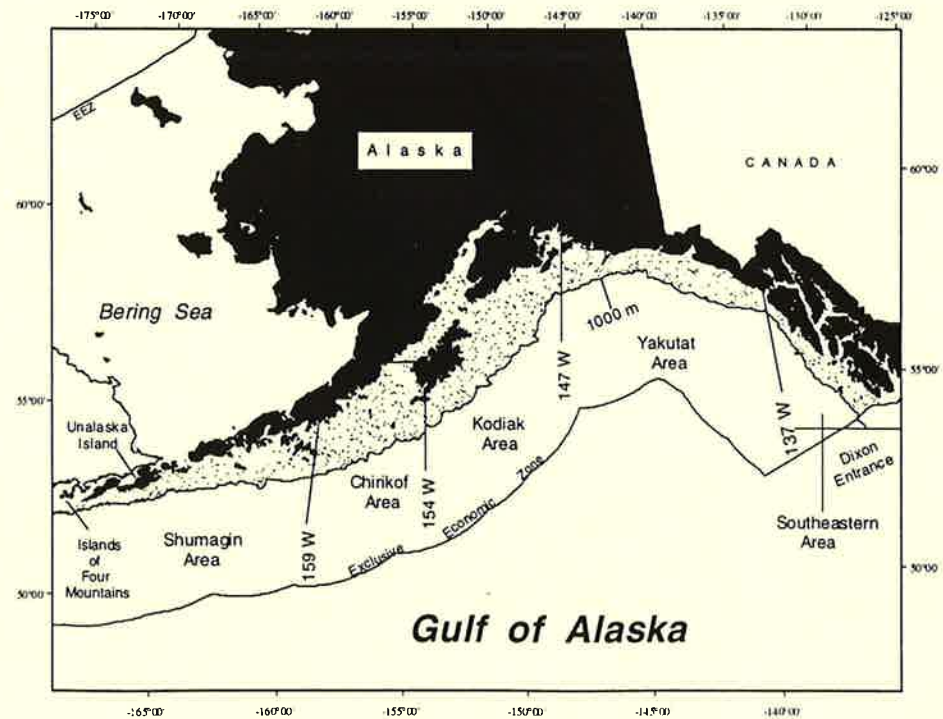 -175°00' -170°00' -165°00' -160°00' -155°00' -150°00' -145°00' -140°00' -135°00' -130°00' -125°00'
EEZ
Alaska
CANADA
60°00'
60°00'
Bering Sea
1000 m
Yakutat
Area
147 W
55°00'
55°00'
Unalaska
Island
Kodiak
Area
137 W
Dixon
Entrance
Chirikof
Area
154 W
Zone
Economic
Exclusive
Southeastern
Area
Shumagin
Area
159 W
Islands
of
Four
Mountains
50°00'
50°00'
Gulf of Alaska
-165°00' -160°00' -155°00' -150°00' -145°00' -140°00'